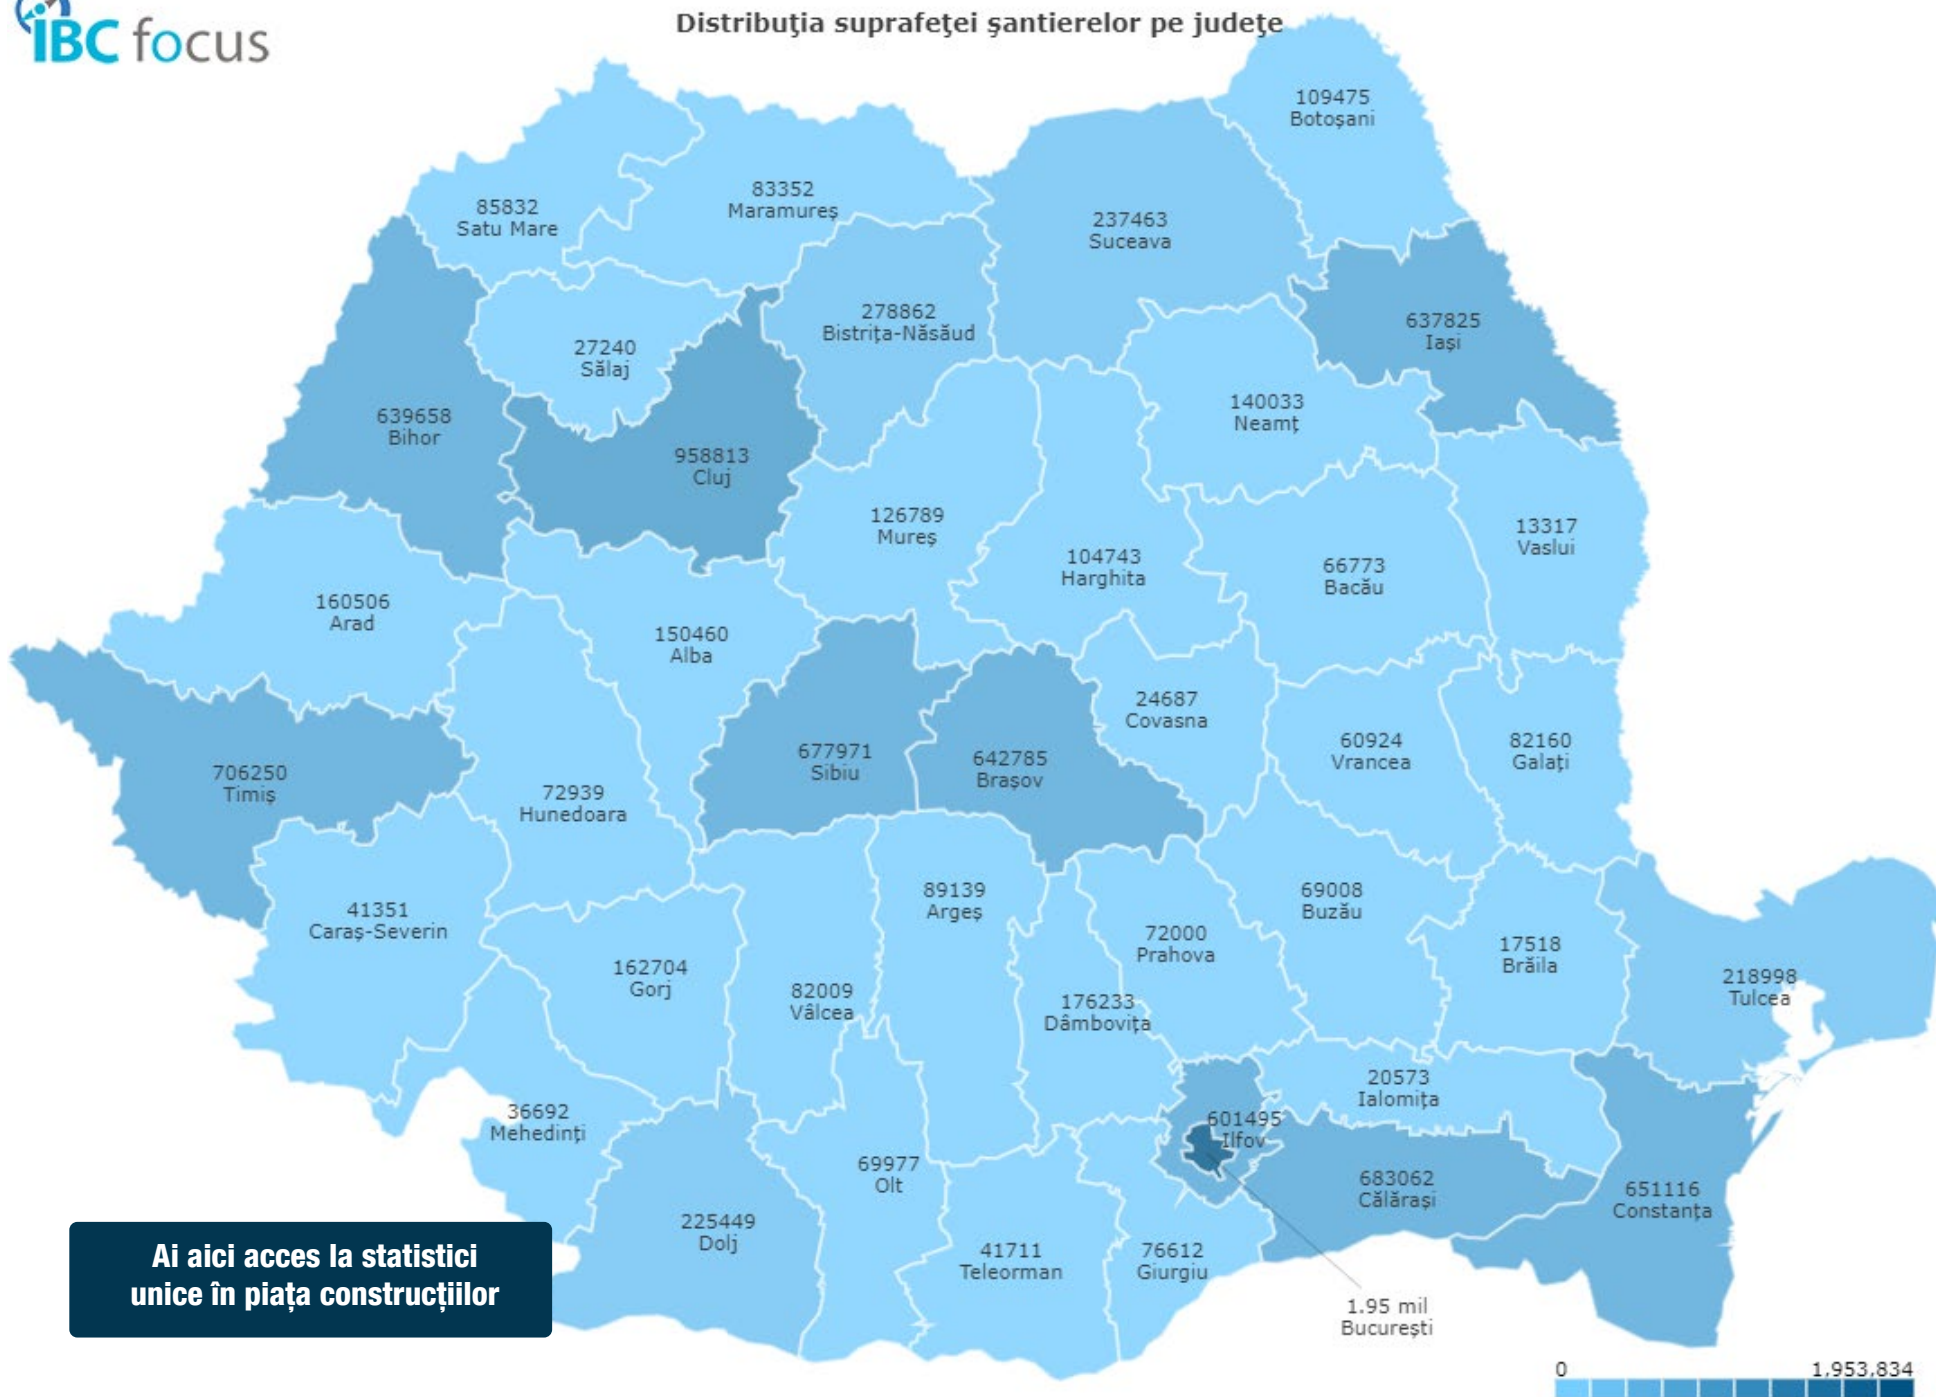 IBC focus
Distribuţia suprafeţei şantierelor pe judeţe
109475
Botoşani
83352
Maramureş
85832
Satu Mare
237463
Suceava
278862
Bistriţa-Năsăud
637825
Iaşi
27240
Sălaj
140033
Neamţ
639658
Bihor
958813
Cluj
126789
Mureş
13317
Vaslui
104743
Harghita
66773
Bacău
160506
Arad
150460
Alba
24687
Covasna
60924
Vrancea
82160
Galaţi
677971
Sibiu
642785
Braşov
706250
Timiş
72939
Hunedoara
89139
Argeş
69008
Buzău
41351
Caraş-Severin
72000
Prahova
17518
Brăila
162704
Gorj
218998
Tulcea
82009
Vâlcea
176233
Dâmboviţa
20573
Ialomiţa
36692
Mehedinţi
601495
Ilfov
69977
Olt
683062
Călăraşi
651116
Constanţa
225449
Dolj
41711
Teleorman
76612
Giurgiu
Ai aici acces la statistici
unice în piața construcțiilor
1.95 mil
Bucureşti
0 1,953,834